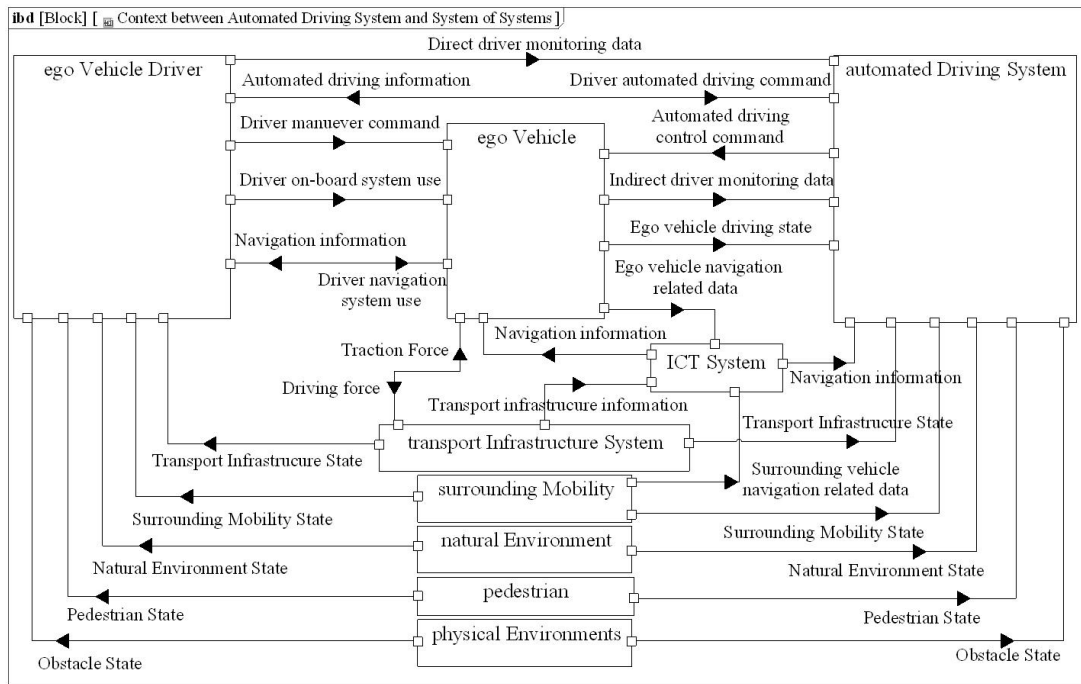 ibd [Block] [ Context between Automated Driving System and System of Systems ]
Direct driver monitoring data
ego Vehicle Driver
automated Driving System
Automated driving information
Driver automated driving command
Driver manuever command
Automated driving
control command
ego Vehicle
Driver on-board system use
Indirect driver monitoring data
Ego vehicle driving state
Navigation information
Driver navigation
system use
Ego vehicle navigation
related data
Navigation information
Traction Force
ICT System
Navigation information
Driving force
Transport infrastrucure information
transport Infrastructure System
Transport Infrastrucure State
Transport Infrastrucure State
surrounding Mobility
Surrounding vehicle
navigation related data
Surrounding Mobility State
Surrounding Mobility State
natural Environment
Natural Environment State
Natural Environment State
pedestrian
Pedestrian State
Pedestrian State
physical Environments
Obstacle State
Obstacle State